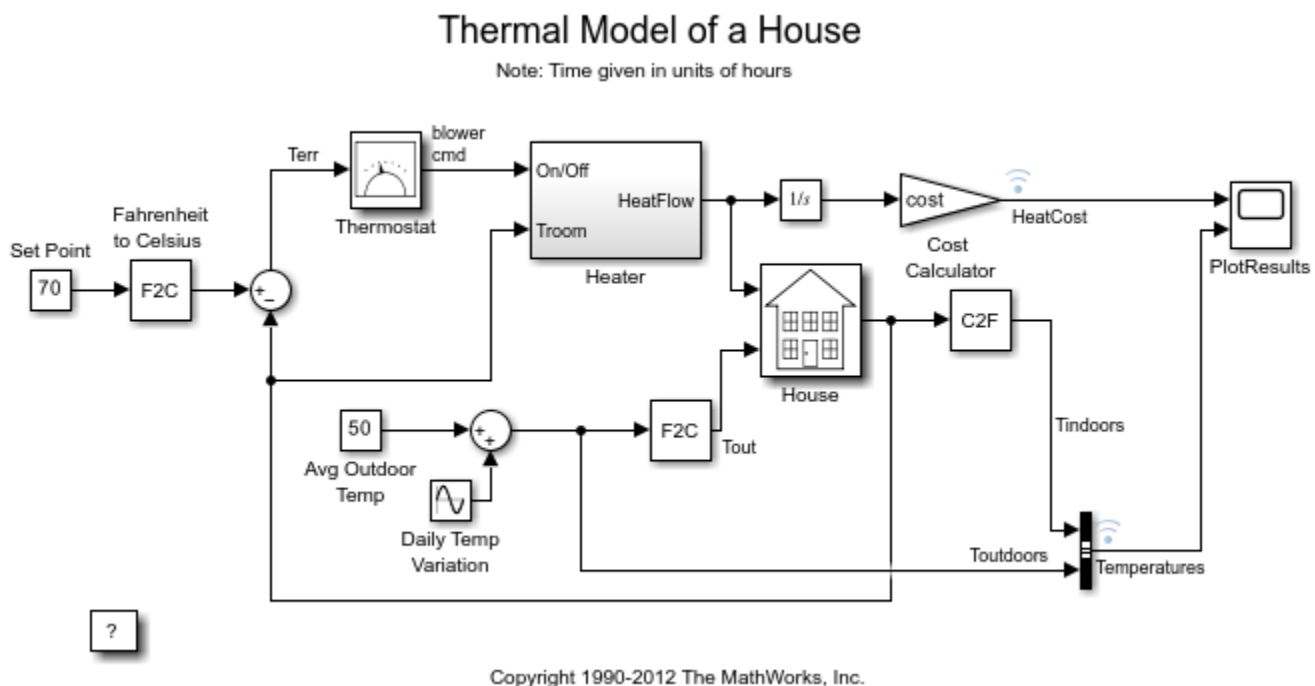 Thermal Model of a House
Note: Time given in units of hours
blower
cmd
Terr
On/Off
HeatFlow
Troom
Thermostat
Heater
1/s
cost
HeatCost
Cost
Calculator
PlotResults
Fahrenheit
to Celsius
Set Point
70
F2C
+
−
C2F
House
50
+
+
F2C
Tout
Tindoors
Avg Outdoor
Temp
Daily Temp
Variation
Toutdoors
Temperatures
?
Copyright 1990-2012 The MathWorks, Inc.